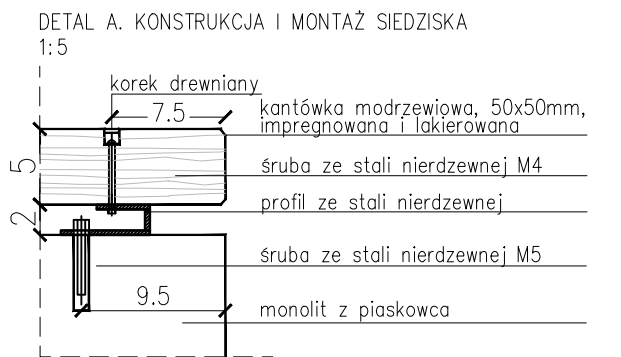 DETAL A. KONSTRUKCJA I MONTAŻ SIEDZISKA
1:5
korek drewniany
7.5
kantówka modrzewiowa, 50x50mm,
impregnowana i lakierowana
5
śruba ze stali nierdzewnej M4
profil ze stali nierdzewnej
2
śruba ze stali nierdzewnej M5
9.5
monolit z piaskowca